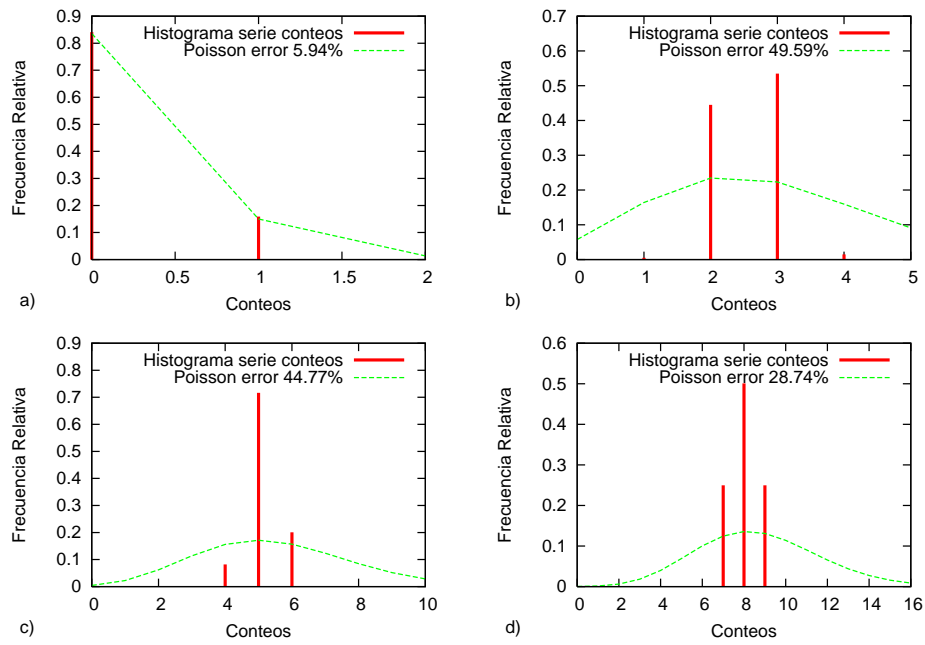 Histograma serie conteos
Poisson error 5.94%
Frecuencia Relativa
0.9
0.8
0.7
0.6
0.5
0.4
0.3
0.2
0.1
0
0 0.5 1 1.5 2
Conteos
a)
Histograma serie conteos
Poisson error 49.59%
Frecuencia Relativa
0.7
0.6
0.5
0.4
0.3
0.2
0.1
0
0 1 2 3 4 5
Conteos
b)
Histograma serie conteos
Poisson error 44.77%
Frecuencia Relativa
0.9
0.8
0.7
0.6
0.5
0.4
0.3
0.2
0.1
0
0 2 4 6 8 10
Conteos
c)
Histograma serie conteos
Poisson error 28.74%
Frecuencia Relativa
0.6
0.5
0.4
0.3
0.2
0.1
0
0 2 4 6 8 10 12 14 16
Conteos
d)